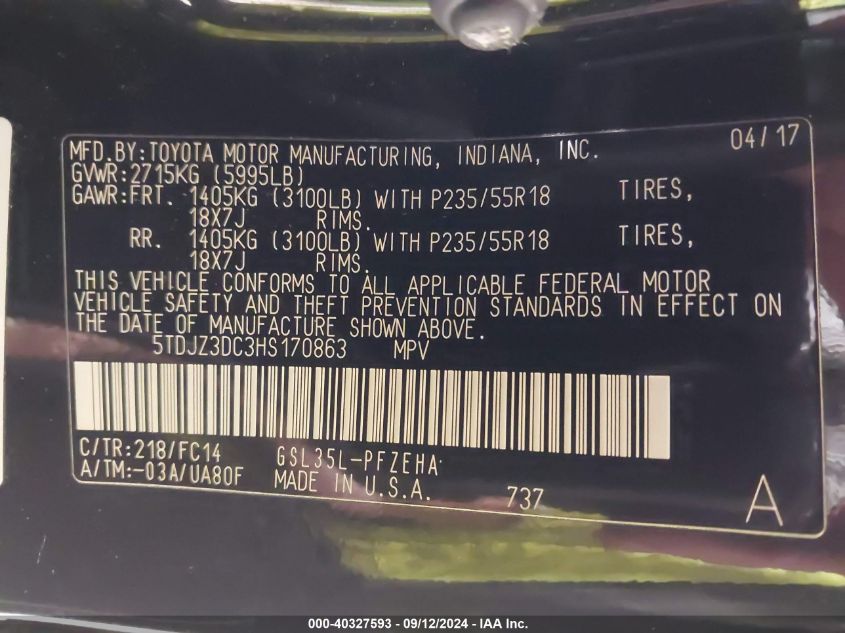 MFD.BY:TOYOTA MOTOR MANUFACTURING, INDIANA, INC. 04/17
GVWR:2715KG (5995LB)
GAWR:FRT. 1405KG (3100LB) WITH P235/55R18 TIRES,
18X7J RIMS.
RR. 1405KG (3100LB) WITH P235/55R18 TIRES,
18X7J RIMS.
THIS VEHICLE CONFORMS TO ALL APPLICABLE FEDERAL MOTOR
VEHICLE SAFETY AND THEFT PREVENTION STANDARDS IN EFFECT ON
THE DATE OF MANUFACTURE SHOWN ABOVE.
5TDJZ3DC3HS170863 MPV
C/TR:218/FC14 GSL35L-PFZEHA
A/TM:-03A/UA80F MADE IN U.S.A. 737 A
000-40327593 - 09/12/2024 - IAA Inc.